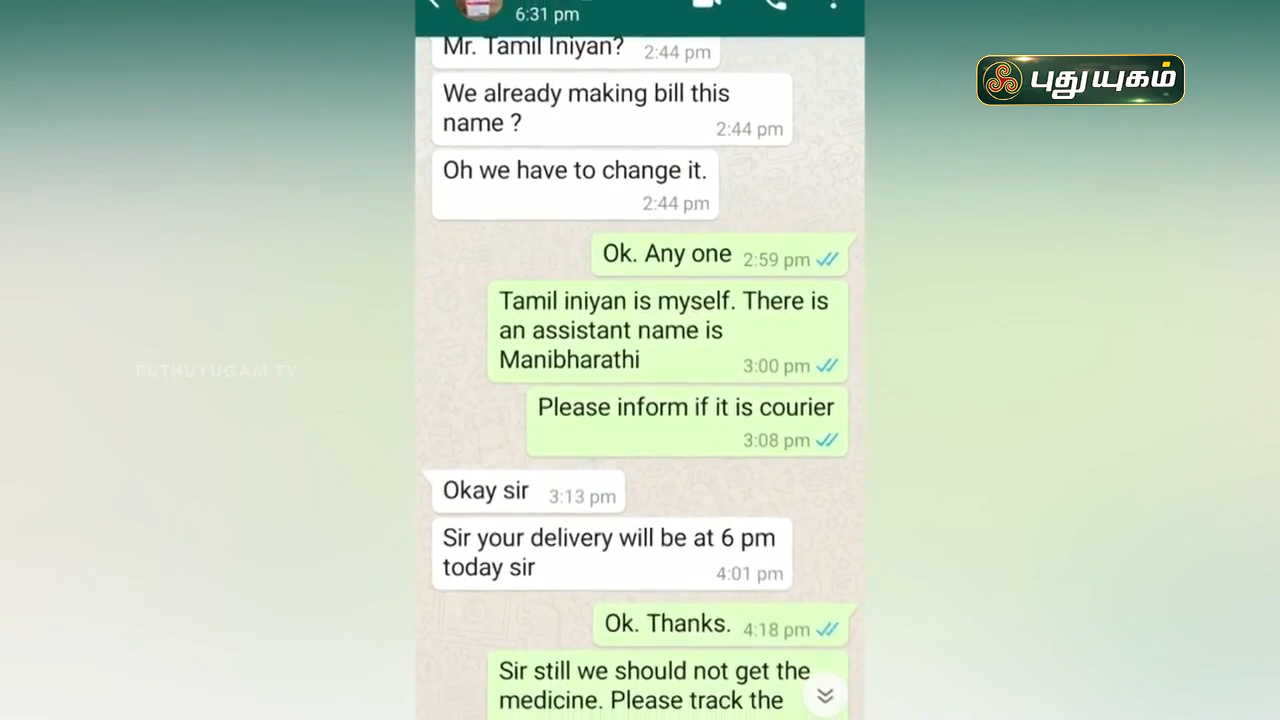 6:31 pm
Mr. Tamil Iniyan?
2:44 pm
We already making bill this
name ?
2:44 pm
Oh we have to change it.
2:44 pm
Ok. Any one
2:59 pm
Tamil iniyan is myself. There is
an assistant name is
Manibharathi
3:00 pm
Please inform if it is courier
3:08 pm
Okay sir
3:13 pm
Sir your delivery will be at 6 pm
today sir
4:01 pm
Ok. Thanks.
4:18 pm
Sir still we should not get the
medicine. Please track the
புதுயுகம்
PUTHUYUGAM TV